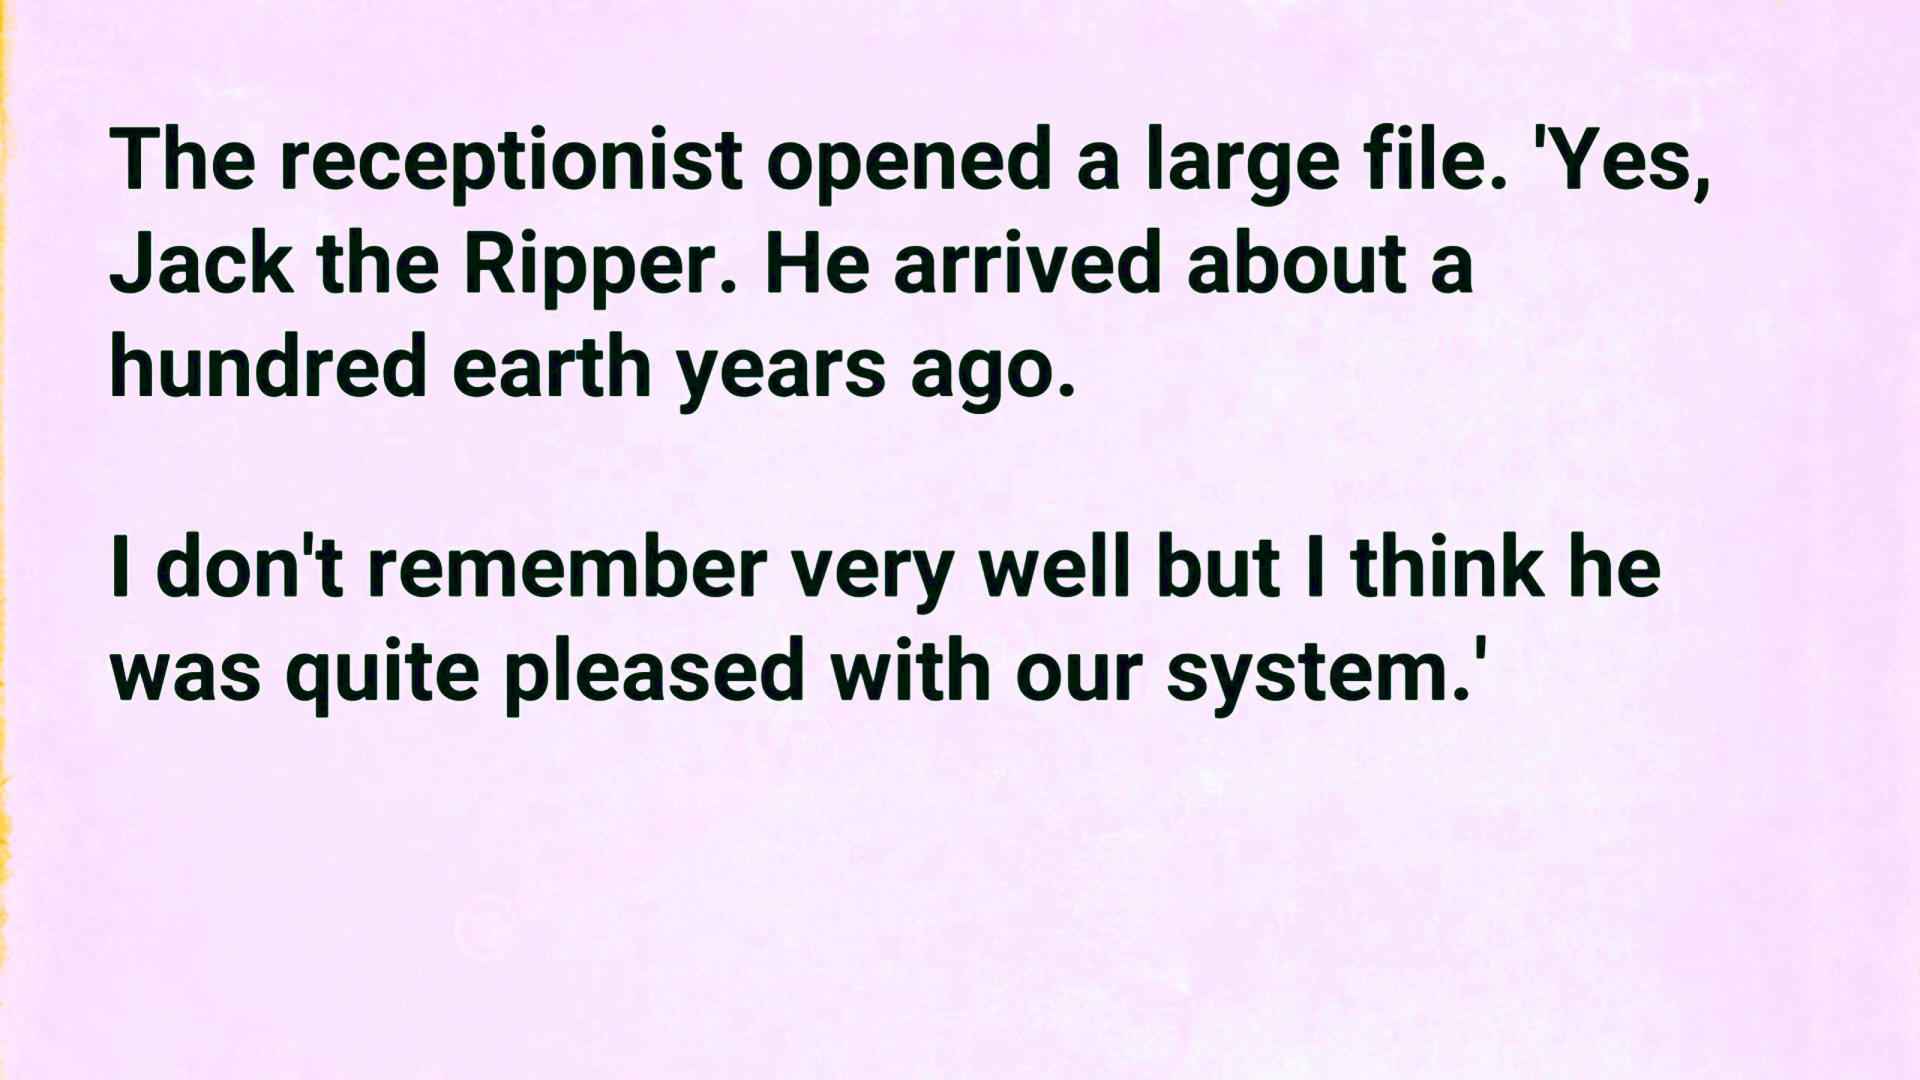 The receptionist opened a large file. 'Yes,
Jack the Ripper. He arrived about a
hundred earth years ago.
I don't remember very well but I think he
was quite pleased with our system.'